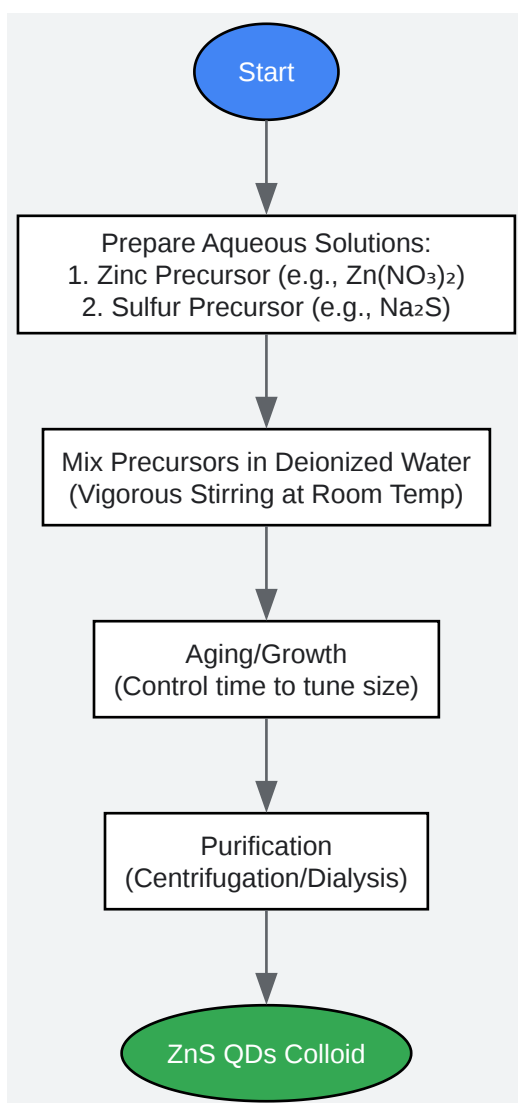 Start
Prepare Aqueous Solutions:
1. Zinc Precursor (e.g., Zn(NO₃)₂)
2. Sulfur Precursor (e.g., Na₂S)
Mix Precursors in Deionized Water
(Vigorous Stirring at Room Temp)
Aging/Growth
(Control time to tune size)
Purification
(Centrifugation/Dialysis)
ZnS QDs Colloid